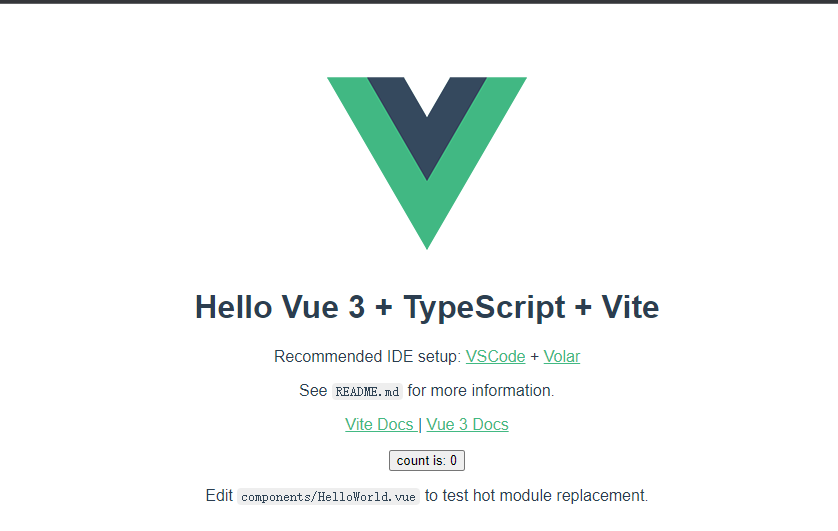 Hello Vue 3 + TypeScript + Vite
Recommended IDE setup: VSCode + Volar
See README.md for more information.
Vite Docs | Vue 3 Docs
count is: 0
Edit components/HelloWorld.vue to test hot module replacement.